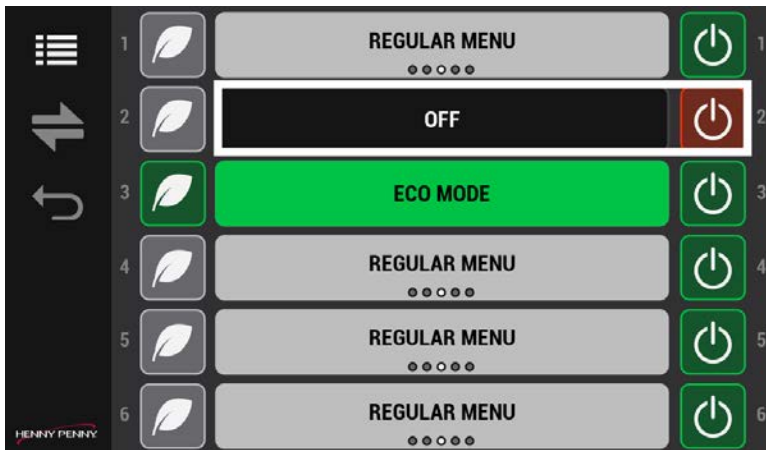 1 REGULAR MENU 1
2 OFF 2
3 ECO MODE 3
4 REGULAR MENU 4
5 REGULAR MENU 5
6 REGULAR MENU 6
HENNY PENNY